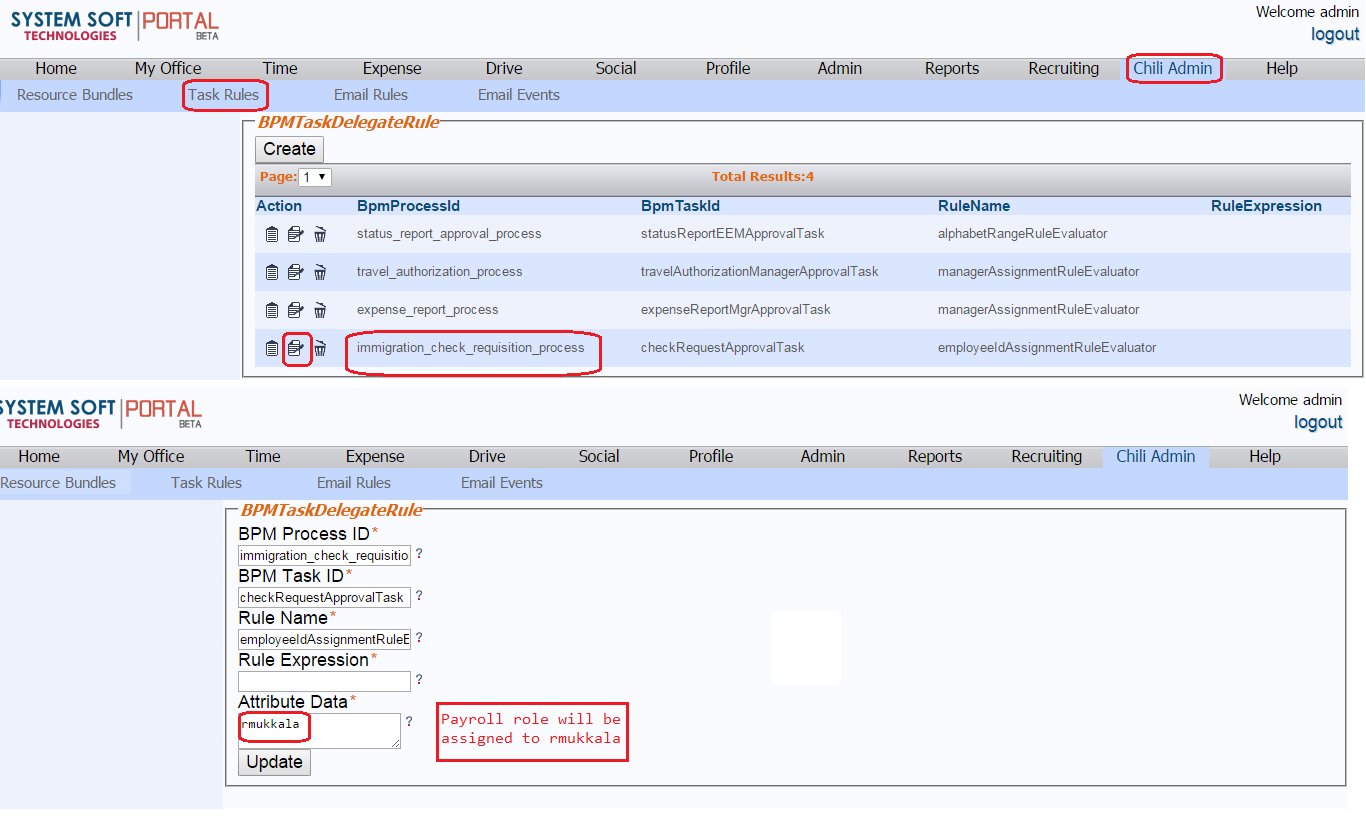 SYSTEM SOFT PORTAL
TECHNOLOGIES BETA
Welcome admin
logout
Home My Office Time Expense Drive Social Profile Admin Reports Recruiting Chili Admin Help
Resource Bundles Task Rules Email Rules Email Events
BPMTaskDelegateRule
Create
Page: 1 Total Results:4
Action BpmProcessId BpmTaskId RuleName RuleExpression
status_report_approval_process statusReportEEMApprovalTask alphabetRangeRuleEvaluator
travel_authorization_process travelAuthorizationManagerApprovalTask managerAssignmentRuleEvaluator
expense_report_process expenseReportMgrApprovalTask managerAssignmentRuleEvaluator
immigration_check_requisition_process checkRequestApprovalTask employeeIdAssignmentRuleEvaluator
SYSTEM SOFT PORTAL
TECHNOLOGIES BETA
Welcome admin
logout
Home My Office Time Expense Drive Social Profile Admin Reports Recruiting Chili Admin Help
Resource Bundles Task Rules Email Rules Email Events
BPMTaskDelegateRule
BPM Process ID*
immigration_check_requisitio ?
BPM Task ID*
checkRequestApprovalTask ?
Rule Name*
employeeIdAssignmentRuleE ?
Rule Expression*
?
Attribute Data*
rmukkala ?
Payroll role will be
assigned to rmukkala
Update